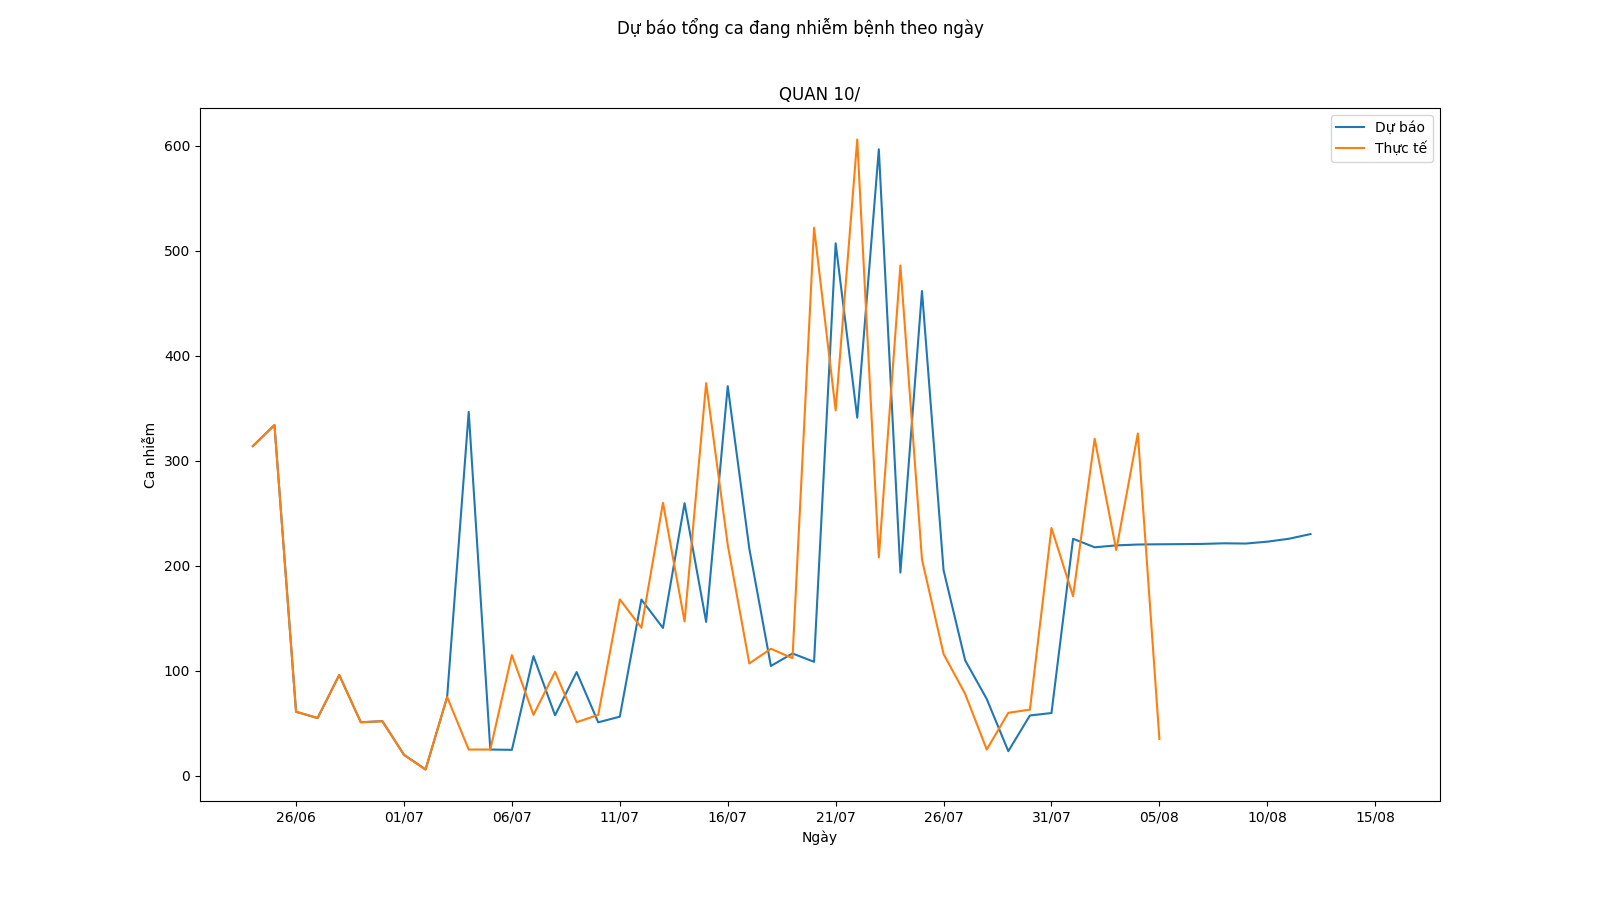 Dự báo tổng ca đang nhiễm bệnh theo ngày
QUAN 10/
Dự báo
Thực tế
600
500
400
300
200
100
0
Ca nhiễm
26/06 01/07 06/07 11/07 16/07 21/07 26/07 31/07 05/08 10/08 15/08
Ngày